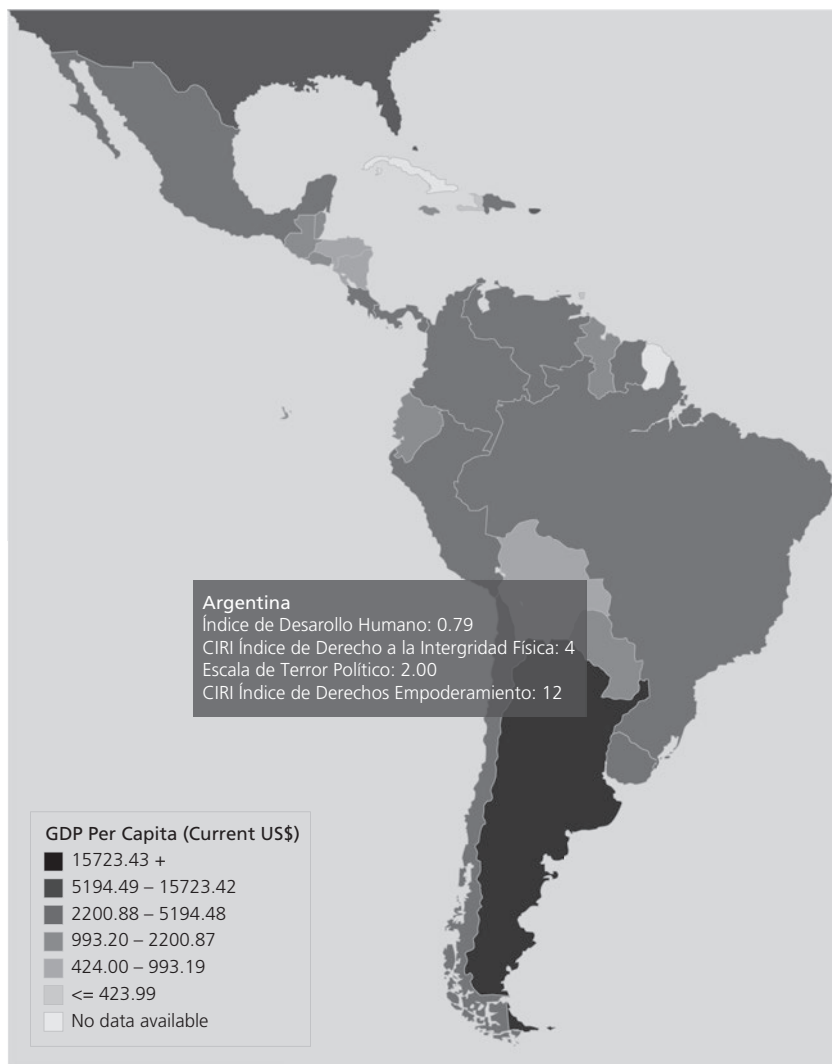 Argentina
Índice de Desarollo Humano: 0.79
CIRI Índice de Derecho a la Intergridad Física: 4
Escala de Terror Político: 2.00
CIRI Índice de Derechos Empoderamiento: 12
GDP Per Capita (Current US$)
15723.43 +
5194.49 – 15723.42
2200.88 – 5194.48
993.20 – 2200.87
424.00 – 993.19
<= 423.99
No data available